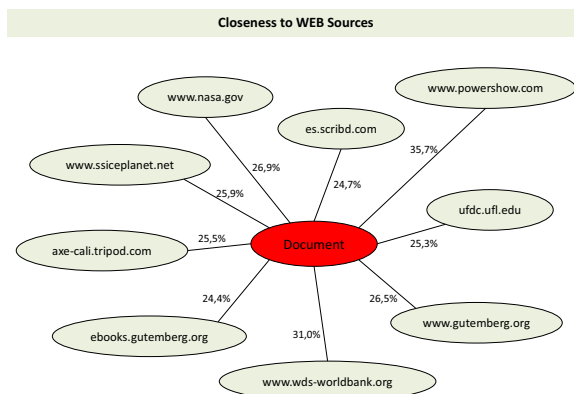 Closeness to WEB Sources
www.nasa.gov
www.powershow.com
es.scribd.com
26,9%
35,7%
www.ssiceplanet.net
24,7%
25,9%
ufdc.ufl.edu
axe-cali.tripod.com
25,5%
Document
25,3%
24,4%
26,5%
ebooks.gutemberg.org
31,0%
www.gutemberg.org
www.wds-worldbank.org